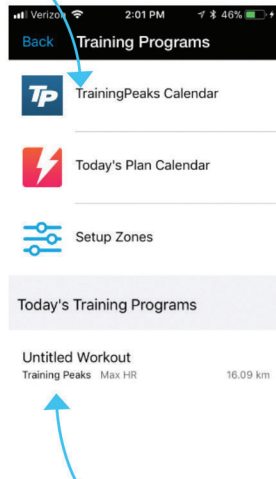 Verizon 2:01 PM 46%
Back Training Programs
TP TrainingPeaks Calendar
Today's Plan Calendar
Setup Zones
Today's Training Programs
Untitled Workout
Training Peaks Max HR 16.09 km